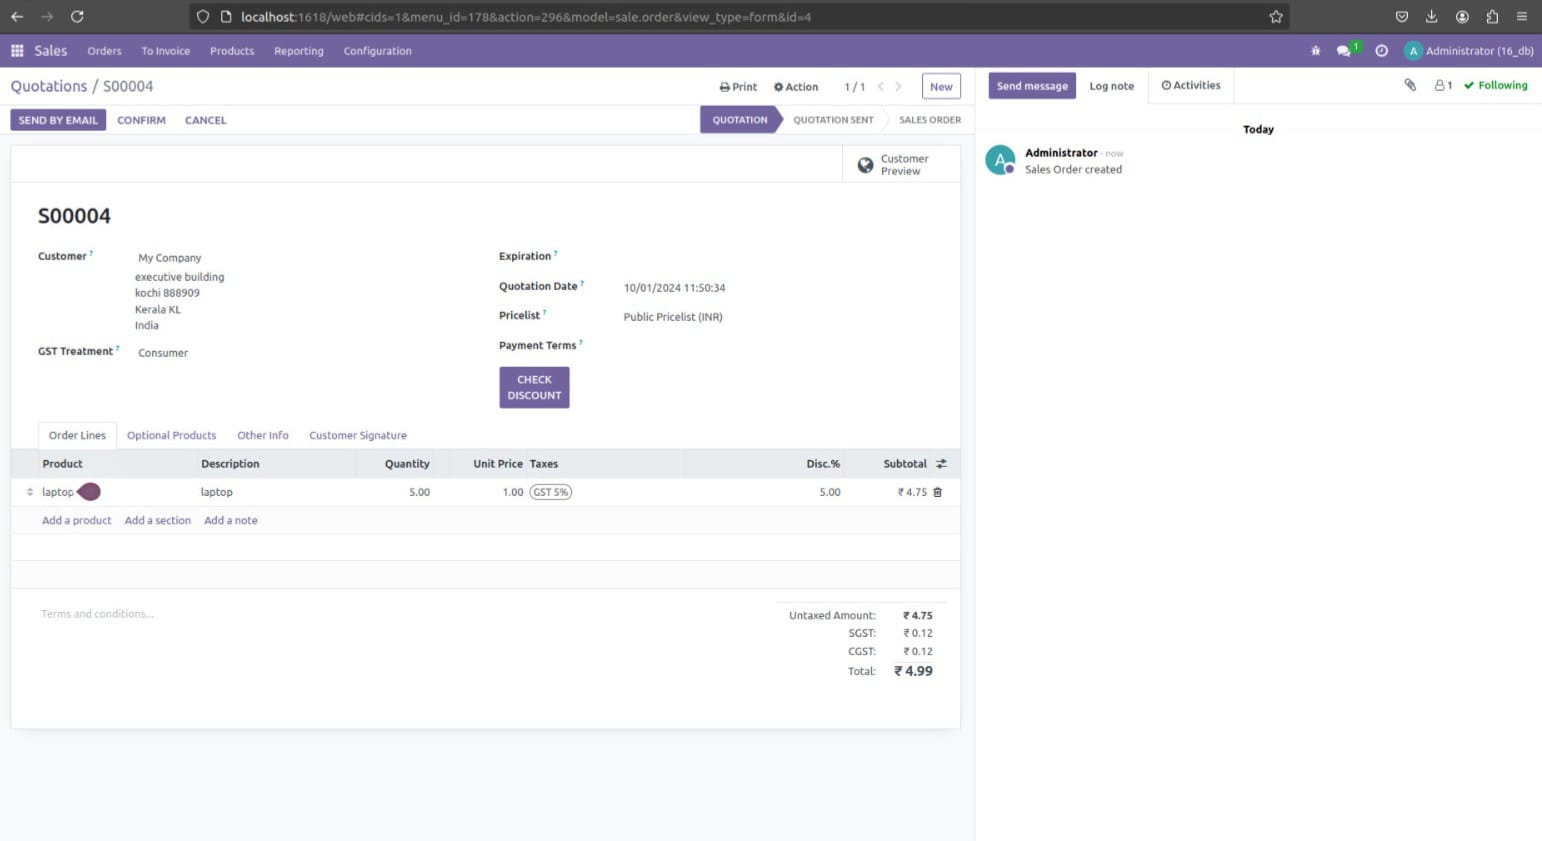 localhost:1618/web#cids=1&menu_id=178&action=296&model=sale.order&view_type=form&id=4
Sales Orders To Invoice Products Reporting Configuration 1 A Administrator (16_db)
Quotations / S00004 Print Action 1 / 1 New
Send message Log note Activities 1 Following
SEND BY EMAIL CONFIRM CANCEL QUOTATION QUOTATION SENT SALES ORDER
Today
A Administrator - now
Sales Order created
Customer
Preview
S00004
Customer ? My Company
executive building
kochi 888909
Kerala KL
India
GST Treatment ? Consumer
Expiration ?
Quotation Date ? 10/01/2024 11:50:34
Pricelist ? Public Pricelist (INR)
Payment Terms ?
CHECK
DISCOUNT
Order Lines Optional Products Other Info Customer Signature
Product Description Quantity Unit Price Taxes Disc.% Subtotal
laptop laptop 5.00 1.00 GST 5% 5.00 ₹ 4.75
Add a product Add a section Add a note
Terms and conditions...
Untaxed Amount: ₹ 4.75
SGST: ₹ 0.12
CGST: ₹ 0.12
Total: ₹ 4.99